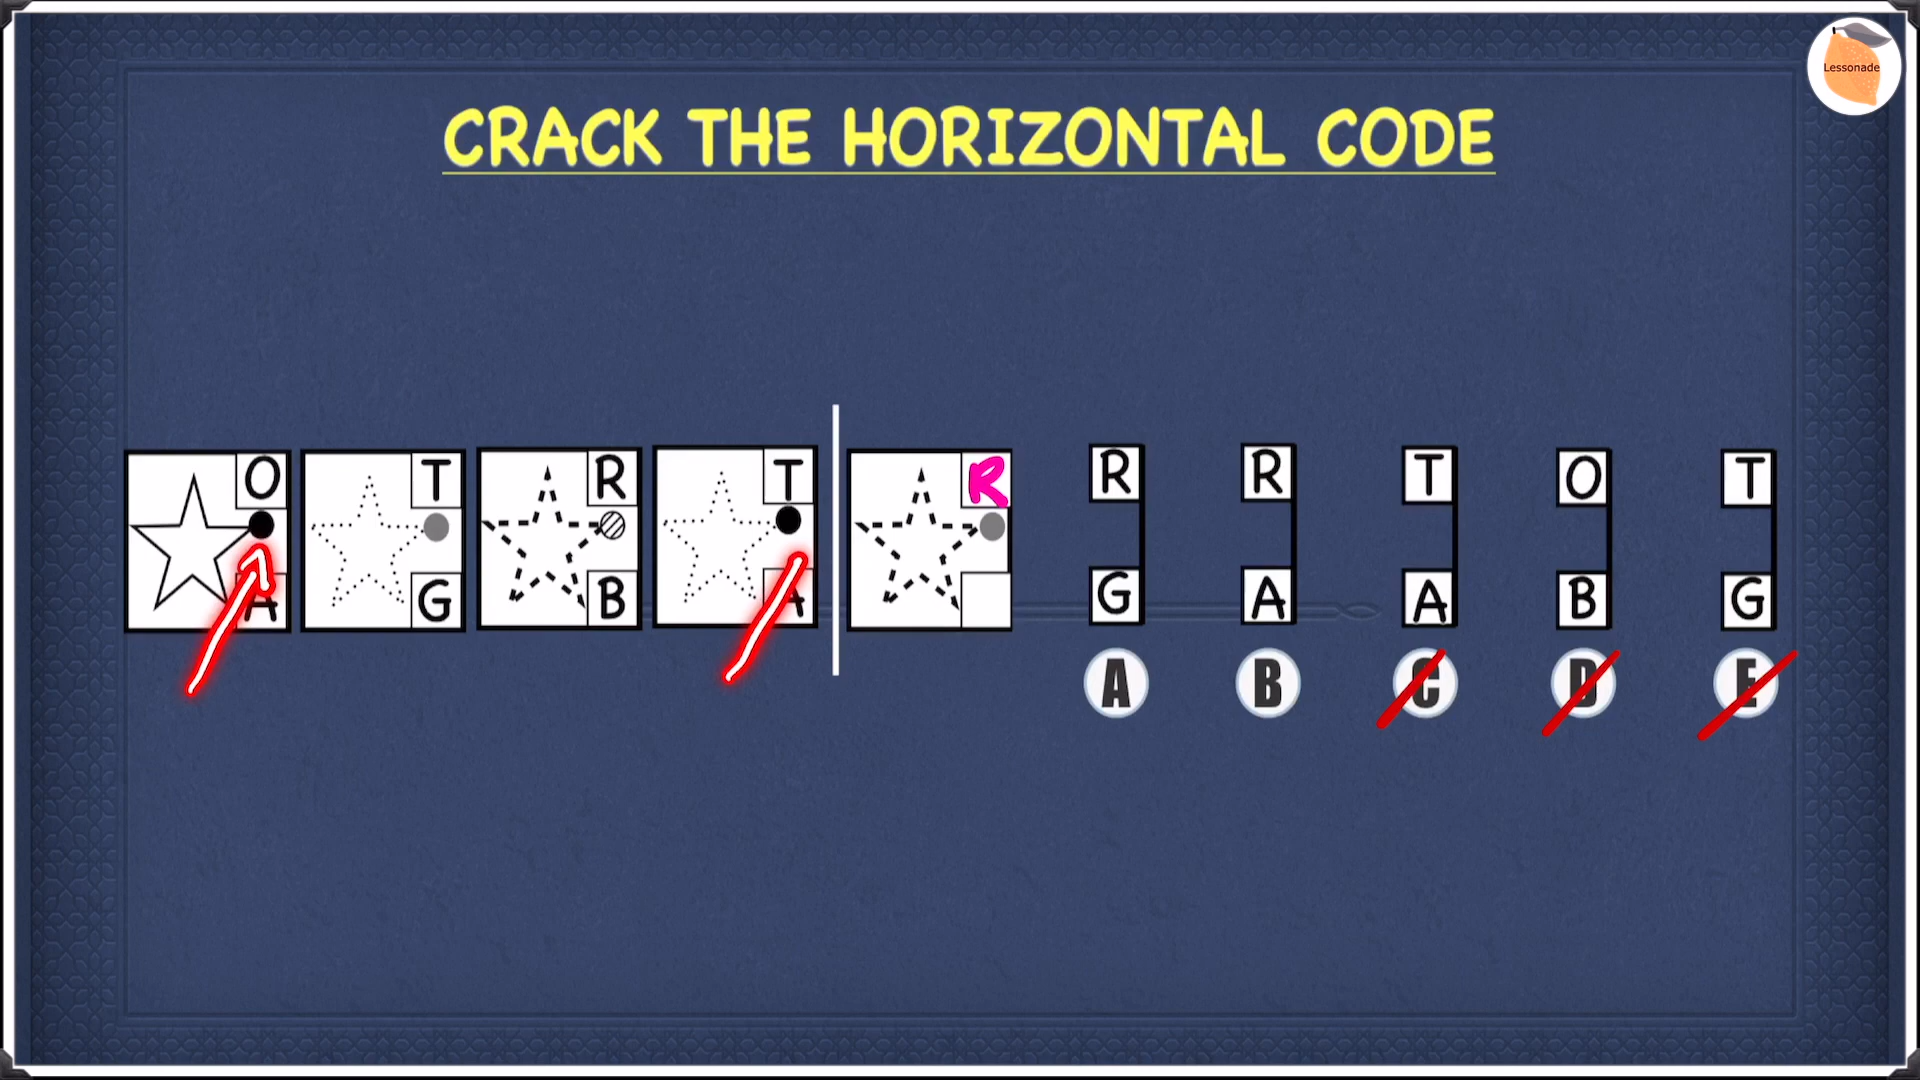 Lessonade
CRACK THE HORIZONTAL CODE
O T R T R R R T O T
A G B A G A A B G
A B C D E